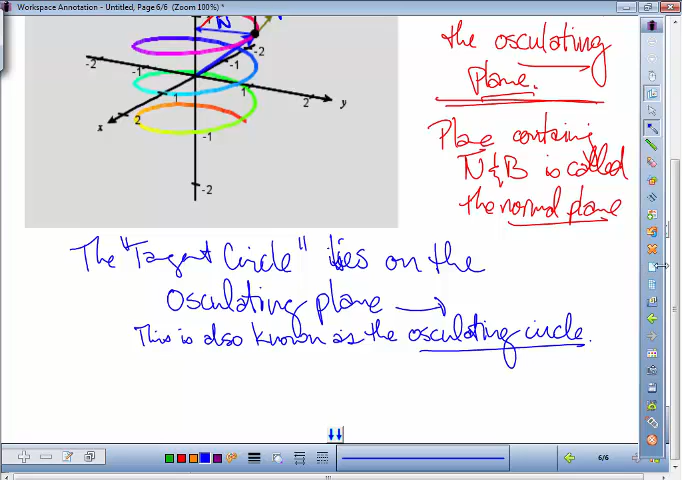 Workspace Annotation - Untitled, Page 6/6 (Zoom 100%)
N
-2
-2
-1
-1
1
1
2
2
x
y
-1
-2
the osculating
plane.
Plane containing
N & B is called
the normal plane
The "Tagent Circle" lies on the
Osculating plane
This is also known as the osculating circle.
6/6